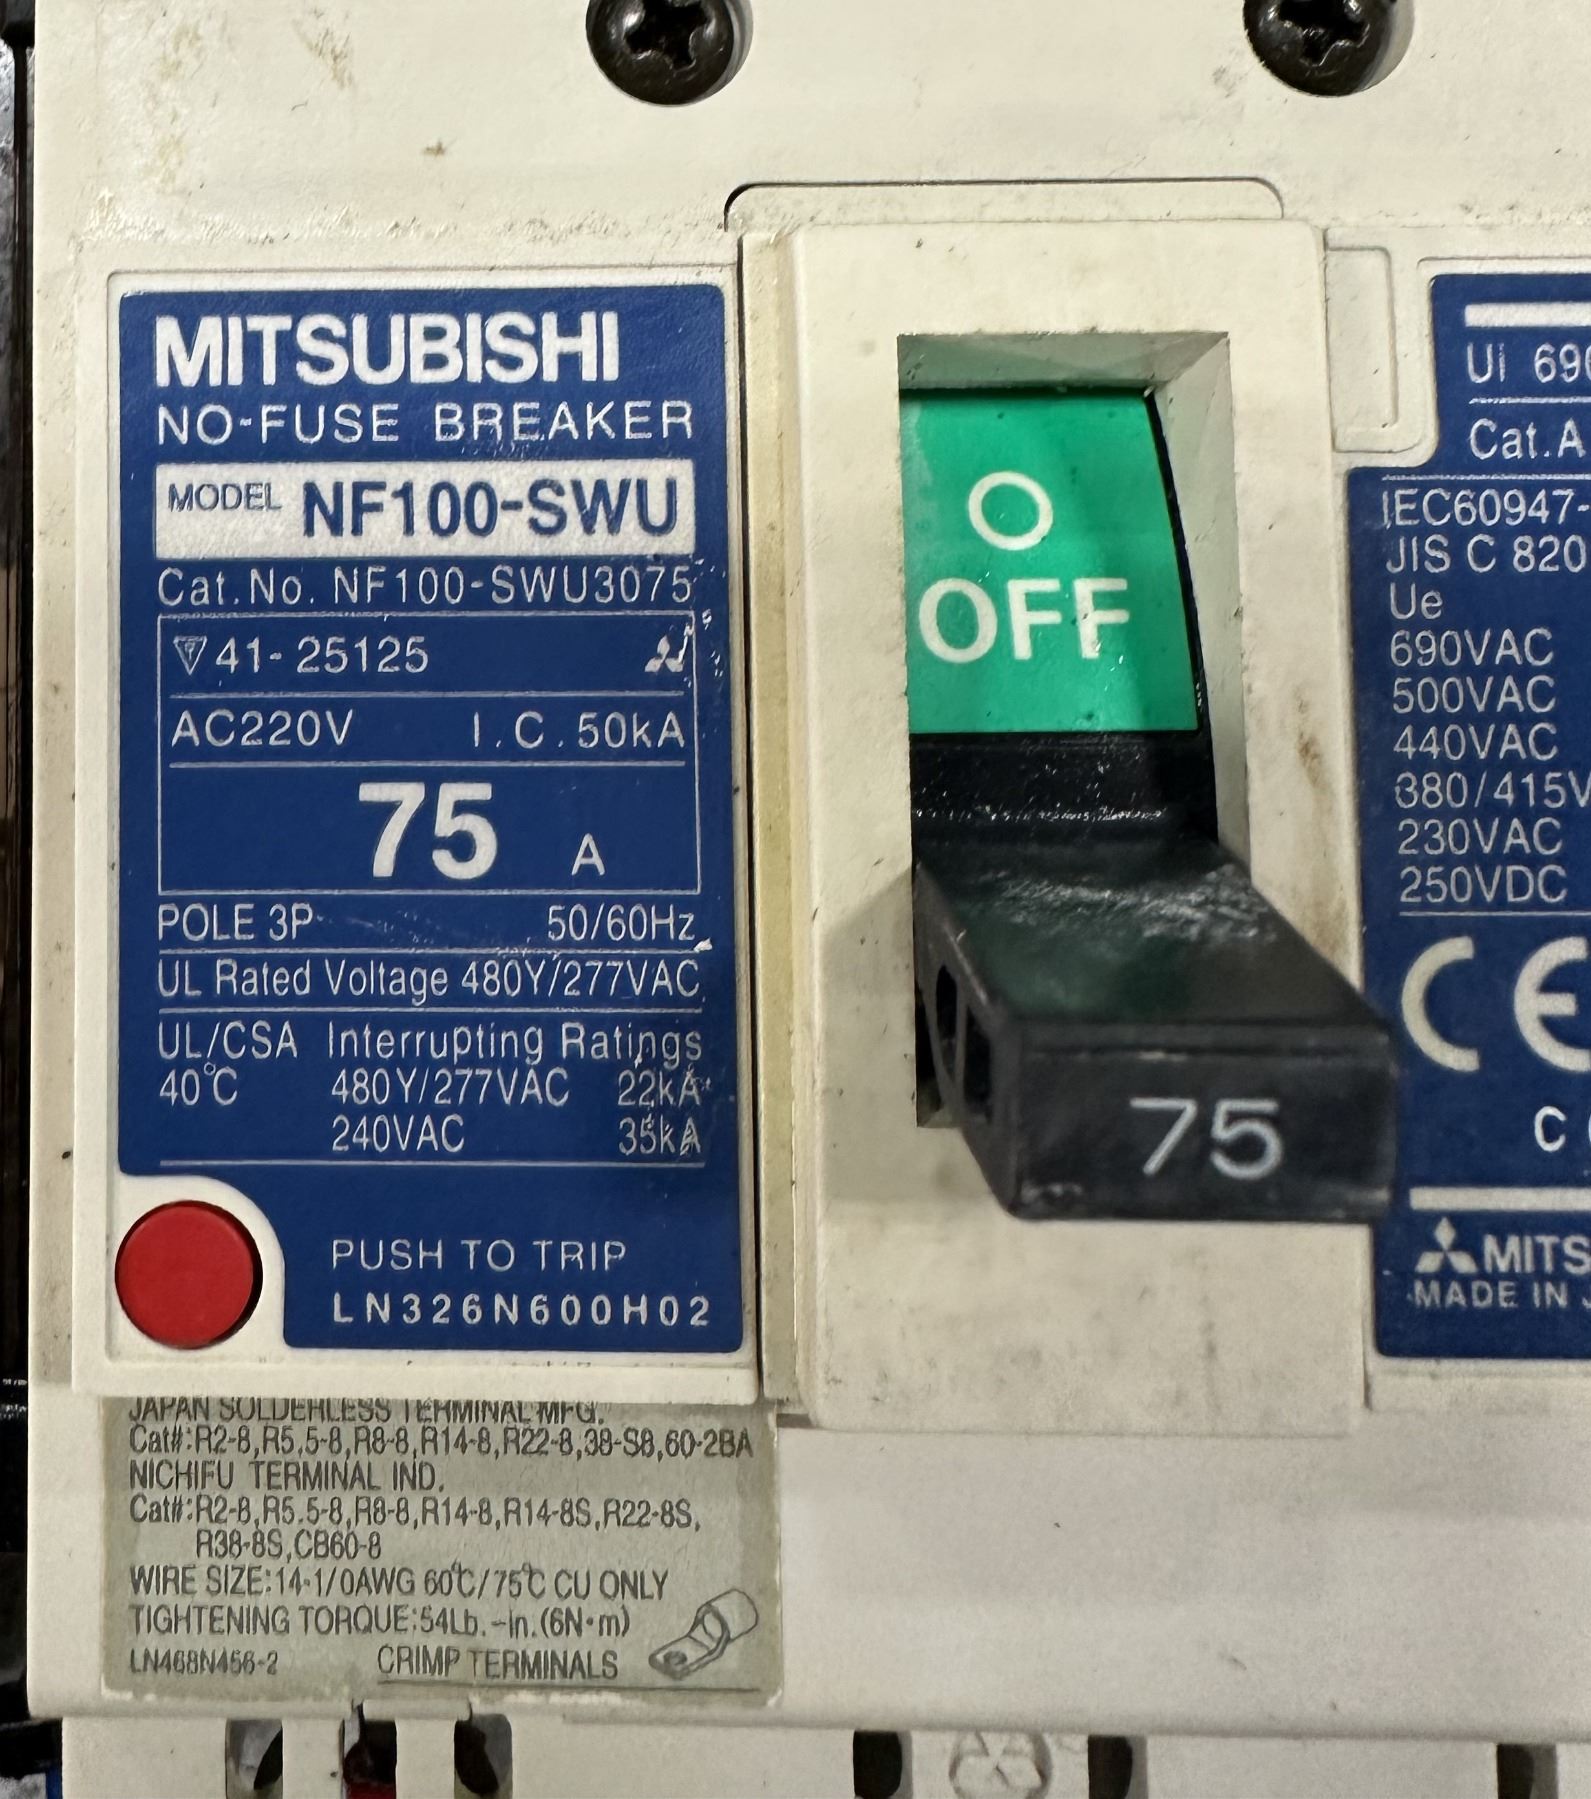 MITSUBISHI
NO-FUSE BREAKER
MODEL NF100-SWU
Cat.No. NF100-SWU3075
41-25125
AC220V I.C.50kA
75 A
POLE 3P 50/60Hz
UL Rated Voltage 480Y/277VAC
UL/CSA Interrupting Ratings
40°C 480Y/277VAC 22kA
240VAC 35kA
PUSH TO TRIP
LN326N600H02
JAPAN SOLDERLESS TERMINAL MFG.
Cat#:R2-8,R5.5-8,R8-8,R14-8,R22-8,38-S8,60-2BA
NICHIFU TERMINAL IND.
Cat#:R2-8,R5.5-8,R8-8,R14-8,R14-8S,R22-8S,
R38-8S,CB60-8
WIRE SIZE:14-1/0AWG 60°C/75°C CU ONLY
TIGHTENING TORQUE:54Lb.-in.(6N·m)
LN468N456-2 CRIMP TERMINALS
O
OFF
75
Ui 690
Cat.A
IEC60947-
JIS C 820
Ue
690VAC
500VAC
440VAC
380/415V
230VAC
250VDC
CE
C
MITS
MADE IN